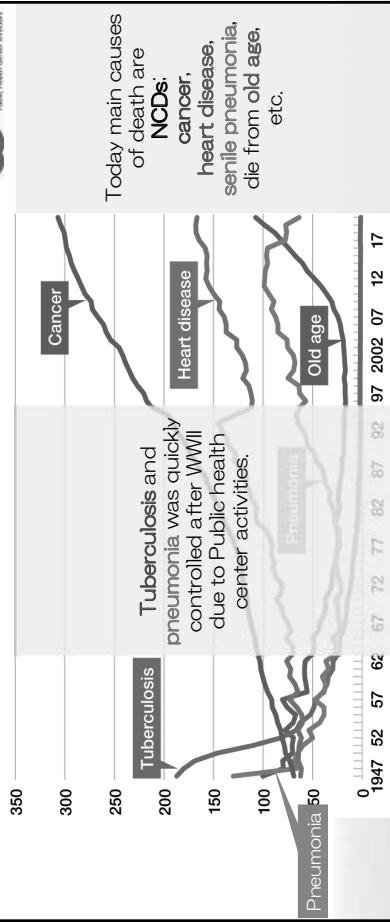 Today main causes
of death are
NCDs:
cancer,
heart disease,
senile pneumonia,
die from old age,
etc.
Tuberculosis and
pneumonia was quickly
controlled after WWII
due to Public health
center activities.
Cancer
Heart disease
Old age
Pneumonia
Tuberculosis
Pneumonia
350
300
250
200
150
100
50
0
1947 52 57 62 67 72 77 82 87 92 97 2002 07 12 17